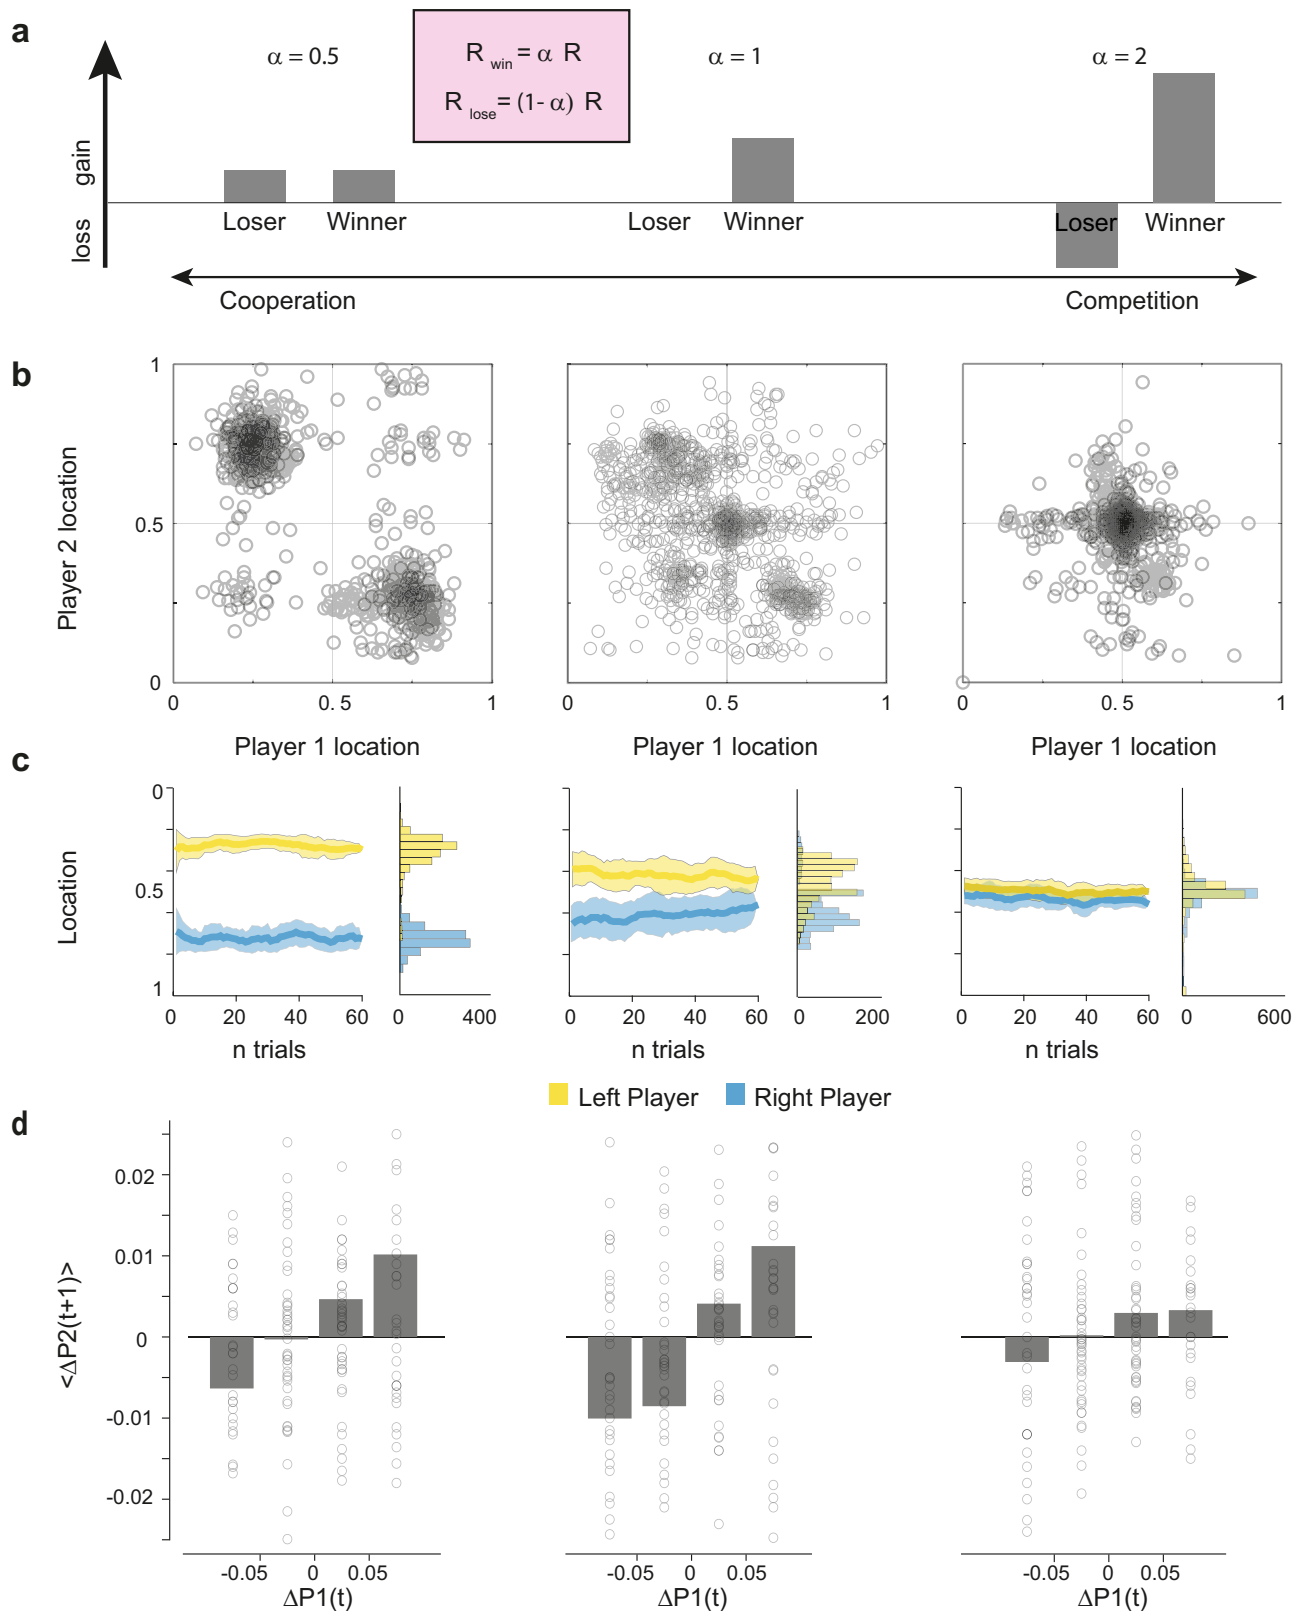 a
α = 0.5
R win = α R
R lose = (1- α) R
α = 1
α = 2
gain
loss
Loser
Winner
Loser
Winner
Loser
Winner
Cooperation
Competition
b
Player 2 location
1
0.5
0
0
0. 5
1
0
0. 5
1
0
0. 5
1
Player 1 location
Player 1 location
Player 1 location
c
Location
0
0.5
1
0
20
40
60
0
400
0
20
40
60
0
200
0
20
40
60
0
600
n trials
n trials
n trials
Left Player
Right Player
d
<ΔP2(t+1)>
0.02
0.01
0
-0.01
-0.02
-0.05
0
0.05
-0.05
0
0.05
-0.05
0
0.05
ΔP1(t)
ΔP1(t)
ΔP1(t)